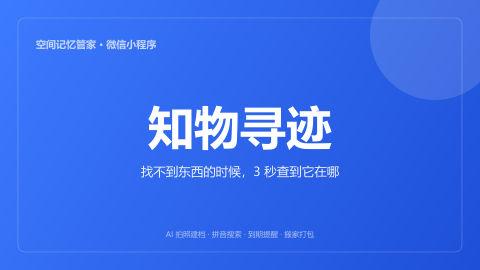 空间记忆管家 · 微信小程序
知物寻迹
找不到东西的时候，3 秒查到它在哪
AI 拍照建档 · 拼音搜索 · 到期提醒 · 搬家打包